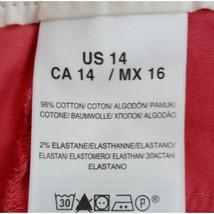 US 14
CA 14 / MX 16
98% COTTON/ COTON/ ALGODÓN/ PAMUK/
COTONE/ BAUMWOLLE/ ХЛОПОК / ALGODÃO
2% ELASTANE/ELASTHANNE/ELASTANO/
ELASTAN/ ELASTOMERO/ ELASTHAN /ЭЛАСТАН/
ELASTANO
30
P